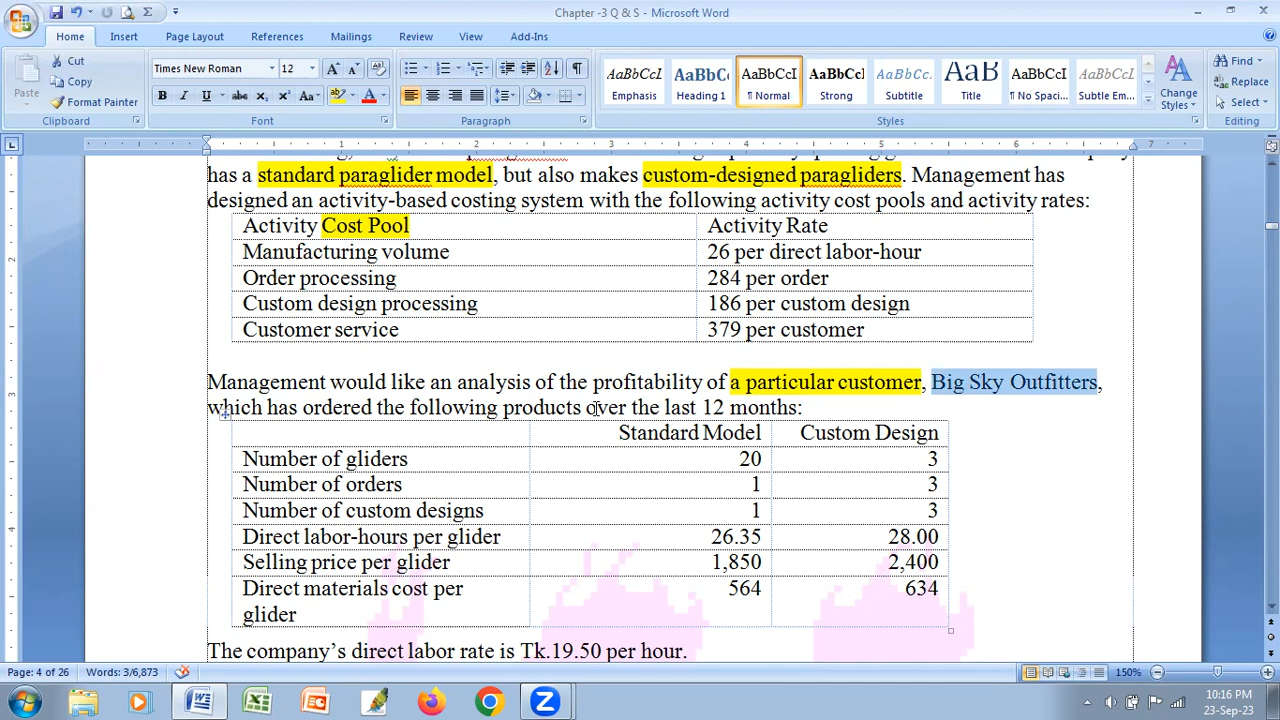 Chapter -3 Q & S - Microsoft Word
Home Insert Page Layout References Mailings Review View Add-Ins
Paste Cut Copy Format Painter
Clipboard
Times New Roman 12
Font
Paragraph
AaBbCcI Emphasis AaBbCc Heading 1 AaBbCcI ¶ Normal AaBbCcI Strong AaBbCcI Subtitle AaB Title AaBbCcI ¶ No Spaci... AaBbCcI Subtle Em...
Change Styles
Styles
Find Replace Select
Editing
has a standard paraglider model, but also makes custom-designed paragliders. Management has
designed an activity-based costing system with the following activity cost pools and activity rates:
Activity Cost Pool Activity Rate
Manufacturing volume 26 per direct labor-hour
Order processing 284 per order
Custom design processing 186 per custom design
Customer service 379 per customer
Management would like an analysis of the profitability of a particular customer, Big Sky Outfitters,
which has ordered the following products over the last 12 months:
Standard Model Custom Design
Number of gliders 20 3
Number of orders 1 3
Number of custom designs 1 3
Direct labor-hours per glider 26.35 28.00
Selling price per glider 1,850 2,400
Direct materials cost per 564 634
glider
The company's direct labor rate is Tk.19.50 per hour.
Page: 4 of 26 Words: 3/6,873 150%
10:16 PM
23-Sep-23